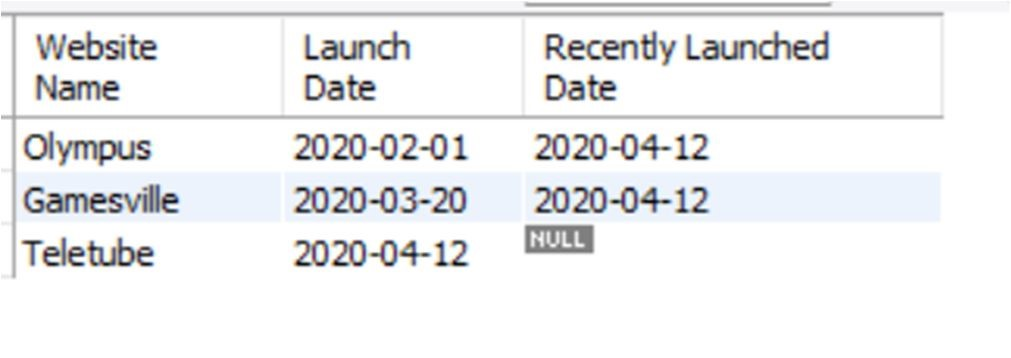 Website Name Launch Date Recently Launched Date
Olympus 2020-02-01 2020-04-12
Gamesville 2020-03-20 2020-04-12
Teletube 2020-04-12 NULL